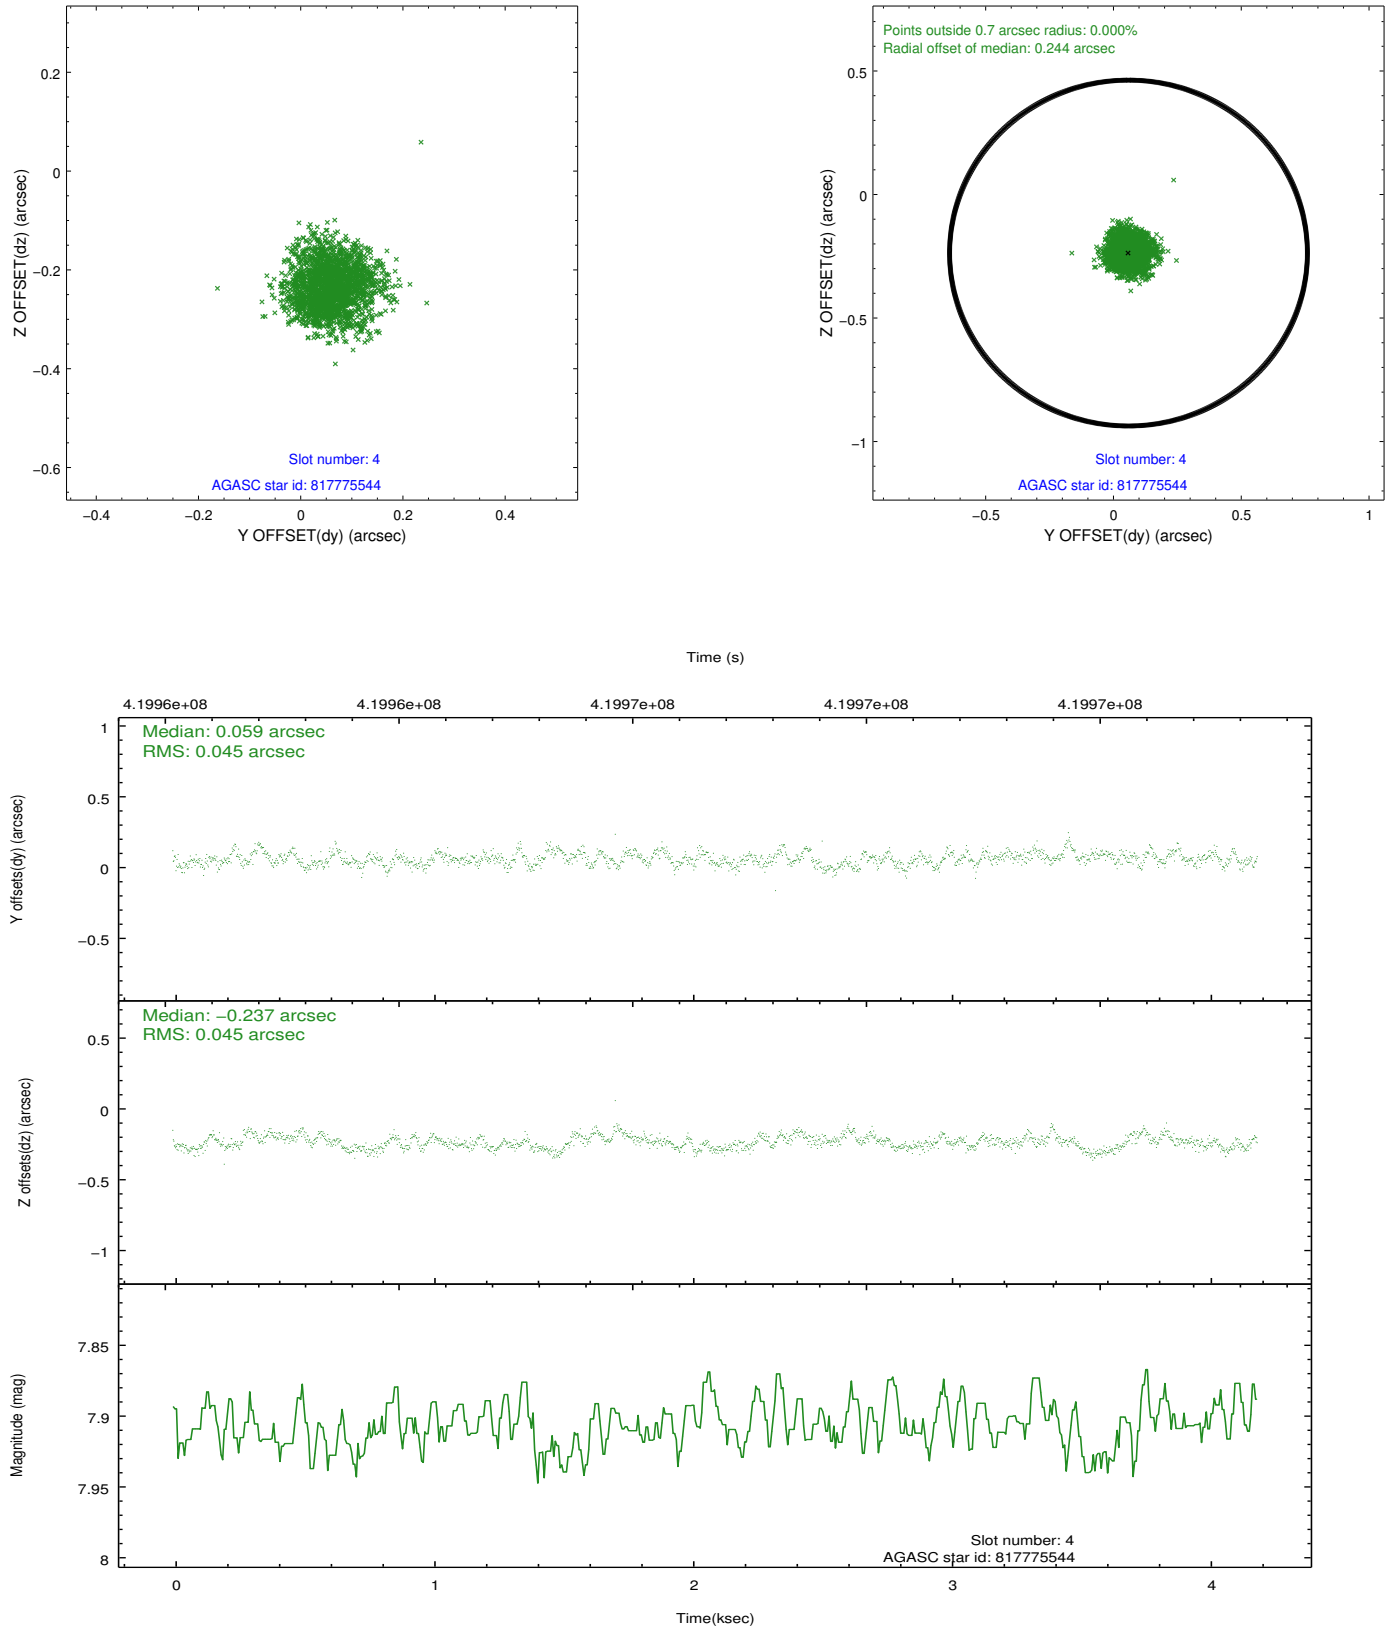 0.2
0
−0.2
−0.4
−0.6
Z OFFSET(dz) (arcsec)
Slot number: 4
AGASC star id: 817775544
−0.4 −0.2 0 0.2 0.4
Y OFFSET(dy) (arcsec)
Points outside 0.7 arcsec radius: 0.000%
Radial offset of median: 0.244 arcsec
0.5
0
−0.5
−1
Z OFFSET(dz) (arcsec)
Slot number: 4
AGASC star id: 817775544
−0.5 0 0.5 1
Y OFFSET(dy) (arcsec)
Time (s)
4.1996e+08 4.1996e+08 4.1997e+08 4.1997e+08 4.1997e+08
Median: 0.059 arcsec
RMS: 0.045 arcsec
1
0.5
0
−0.5
Y offsets(dy) (arcsec)
Median: −0.237 arcsec
RMS: 0.045 arcsec
0.5
0
−0.5
−1
Z offsets(dz) (arcsec)
7.85
7.9
7.95
8
Magnitude (mag)
Slot number: 4
AGASC star id: 817775544
0 1 2 3 4
Time(ksec)